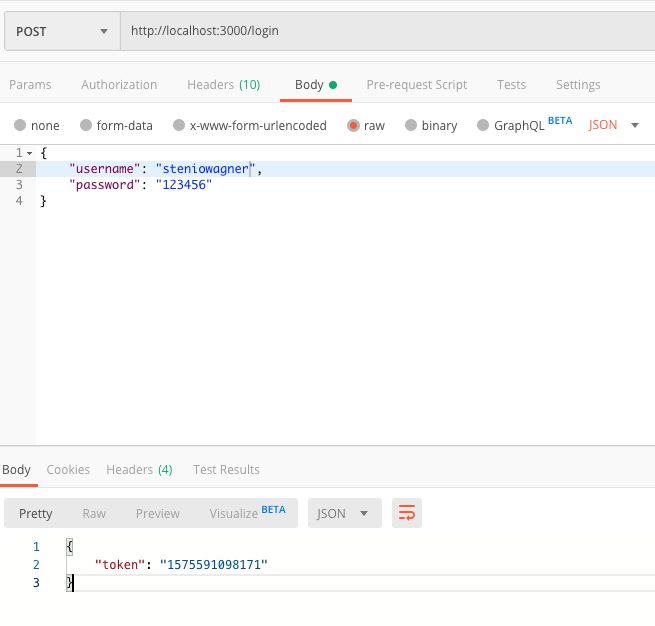 POST http://localhost:3000/login
Params Authorization Headers (10) Body Pre-request Script Tests Settings
none form-data x-www-form-urlencoded raw binary GraphQL BETA JSON
1 {
2 "username": "steniowagner",
3 "password": "123456"
4 }
Body Cookies Headers (4) Test Results
Pretty Raw Preview Visualize BETA JSON
1 {
2 "token": "1575591098171"
3 }